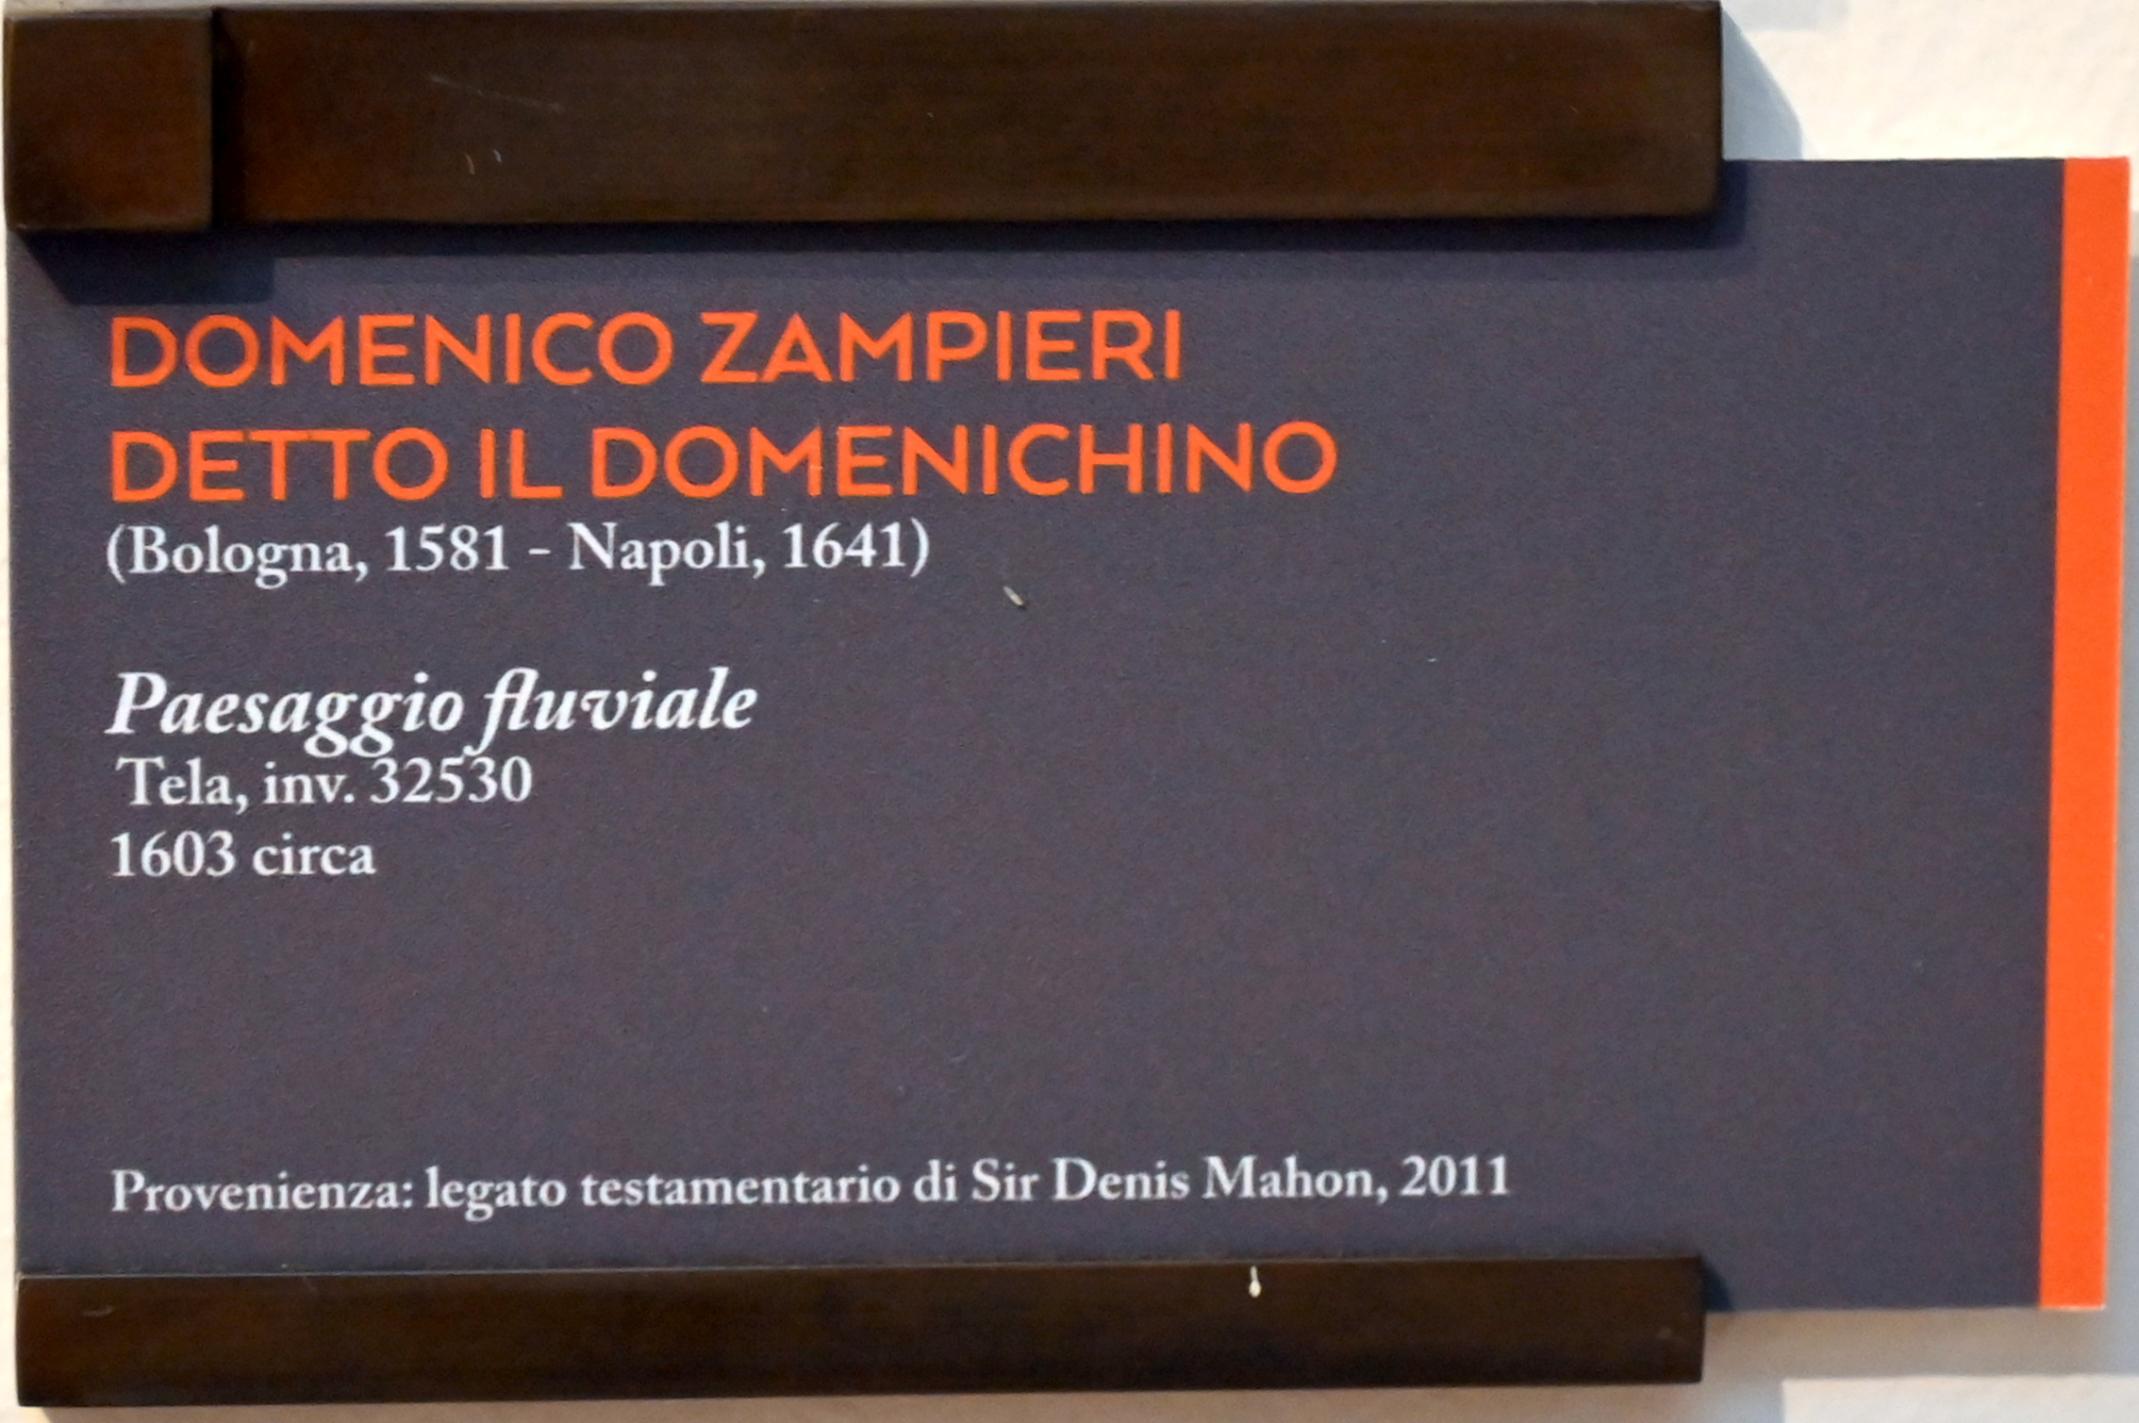 DOMENICO ZAMPIERI
DETTO IL DOMENICHINO
(Bologna, 1581 - Napoli, 1641)
Paesaggio fluviale
Tela, inv. 32530
1603 circa
Provenienza: legato testamentario di Sir Denis Mahon, 2011